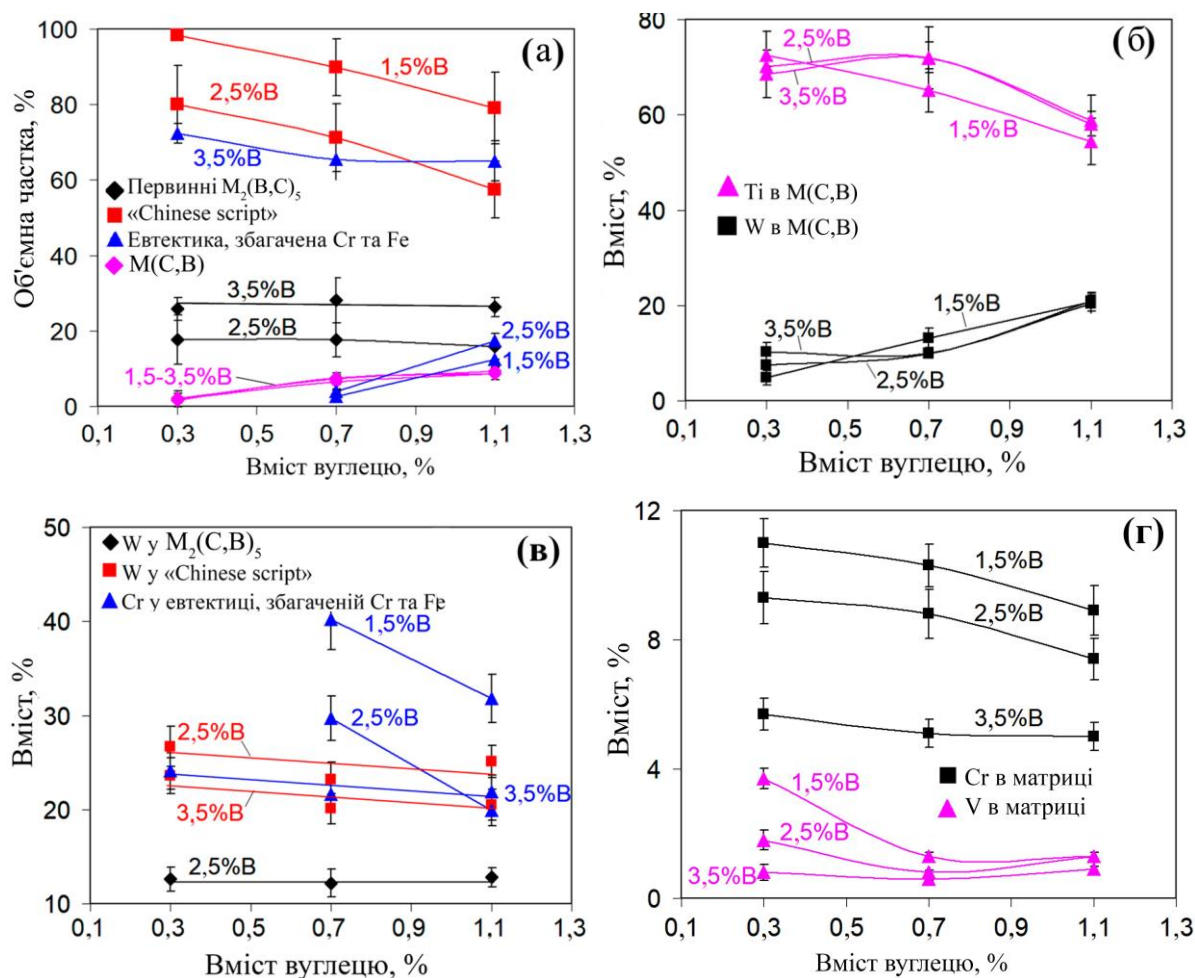 (а)
100
80
60
40
20
0
Об'ємна частка, %
1,5%В
2,5%В
3,5%В
Первинні M₂(B,C)₅
«Chinese script»
Евтектика, збагачена Cr та Fe
M(C,B)
3,5%В
2,5%В
2,5%В
1,5%В
1,5-3,5%В
0,1 0,3 0,5 0,7 0,9 1,1 1,3
Вміст вуглецю, %
(б)
80
60
40
20
0
Вміст, %
2,5%В
3,5%В
1,5%В
Ti в M(C,B)
W в M(C,B)
1,5%В
3,5%В
2,5%В
0,1 0,3 0,5 0,7 0,9 1,1 1,3
Вміст вуглецю, %
(в)
50
40
30
20
10
Вміст, %
W у M₂(C,B)₅
W у «Chinese script»
Cr у евтектиці, збагаченій Cr та Fe
1,5%В
2,5%В
2,5%В
3,5%В
3,5%В
2,5%В
0,1 0,3 0,5 0,7 0,9 1,1 1,3
Вміст вуглецю, %
(г)
12
8
4
0
Вміст, %
1,5%В
2,5%В
3,5%В
Cr в матриці
V в матриці
1,5%В
2,5%В
3,5%В
0,1 0,3 0,5 0,7 0,9 1,1 1,3
Вміст вуглецю, %